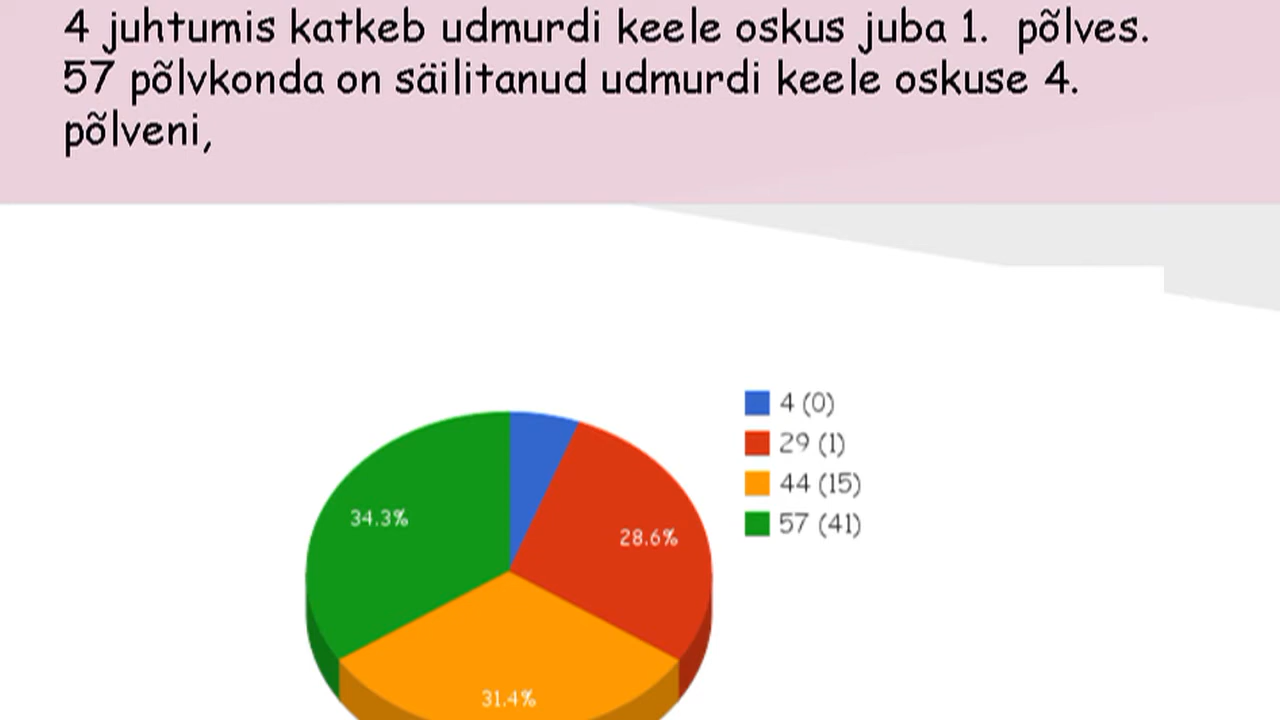 4 juhtumis katkeb udmurdi keele oskus juba 1. põlves.
57 põlvkonda on säilitanud udmurdi keele oskuse 4.
põlveni,
4 (0)
29 (1)
44 (15)
57 (41)
34.3%
28.6%
31.4%